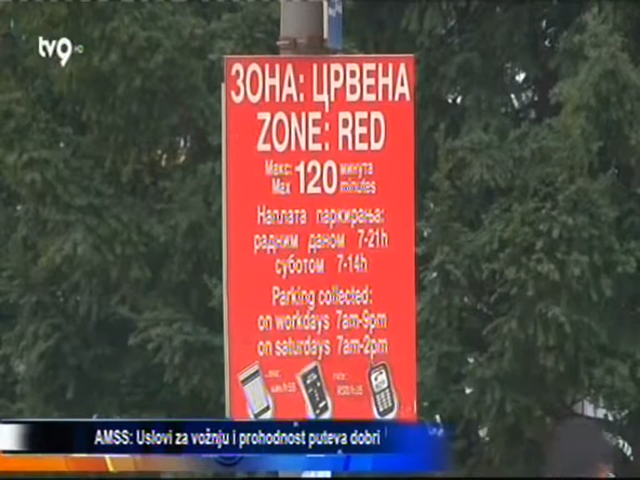 tv9 HD
ЗОНА: ЦРВЕНА
ZONE: RED
Макс: 120 минута
Max minutes
Наплата паркирања:
радним даном 7-21h
суботом 7-14h
Parking collected:
on workdays 7am-9pm
on saturdays 7am-2pm
AMSS: Uslovi za vožnju i prohodnost puteva dobri